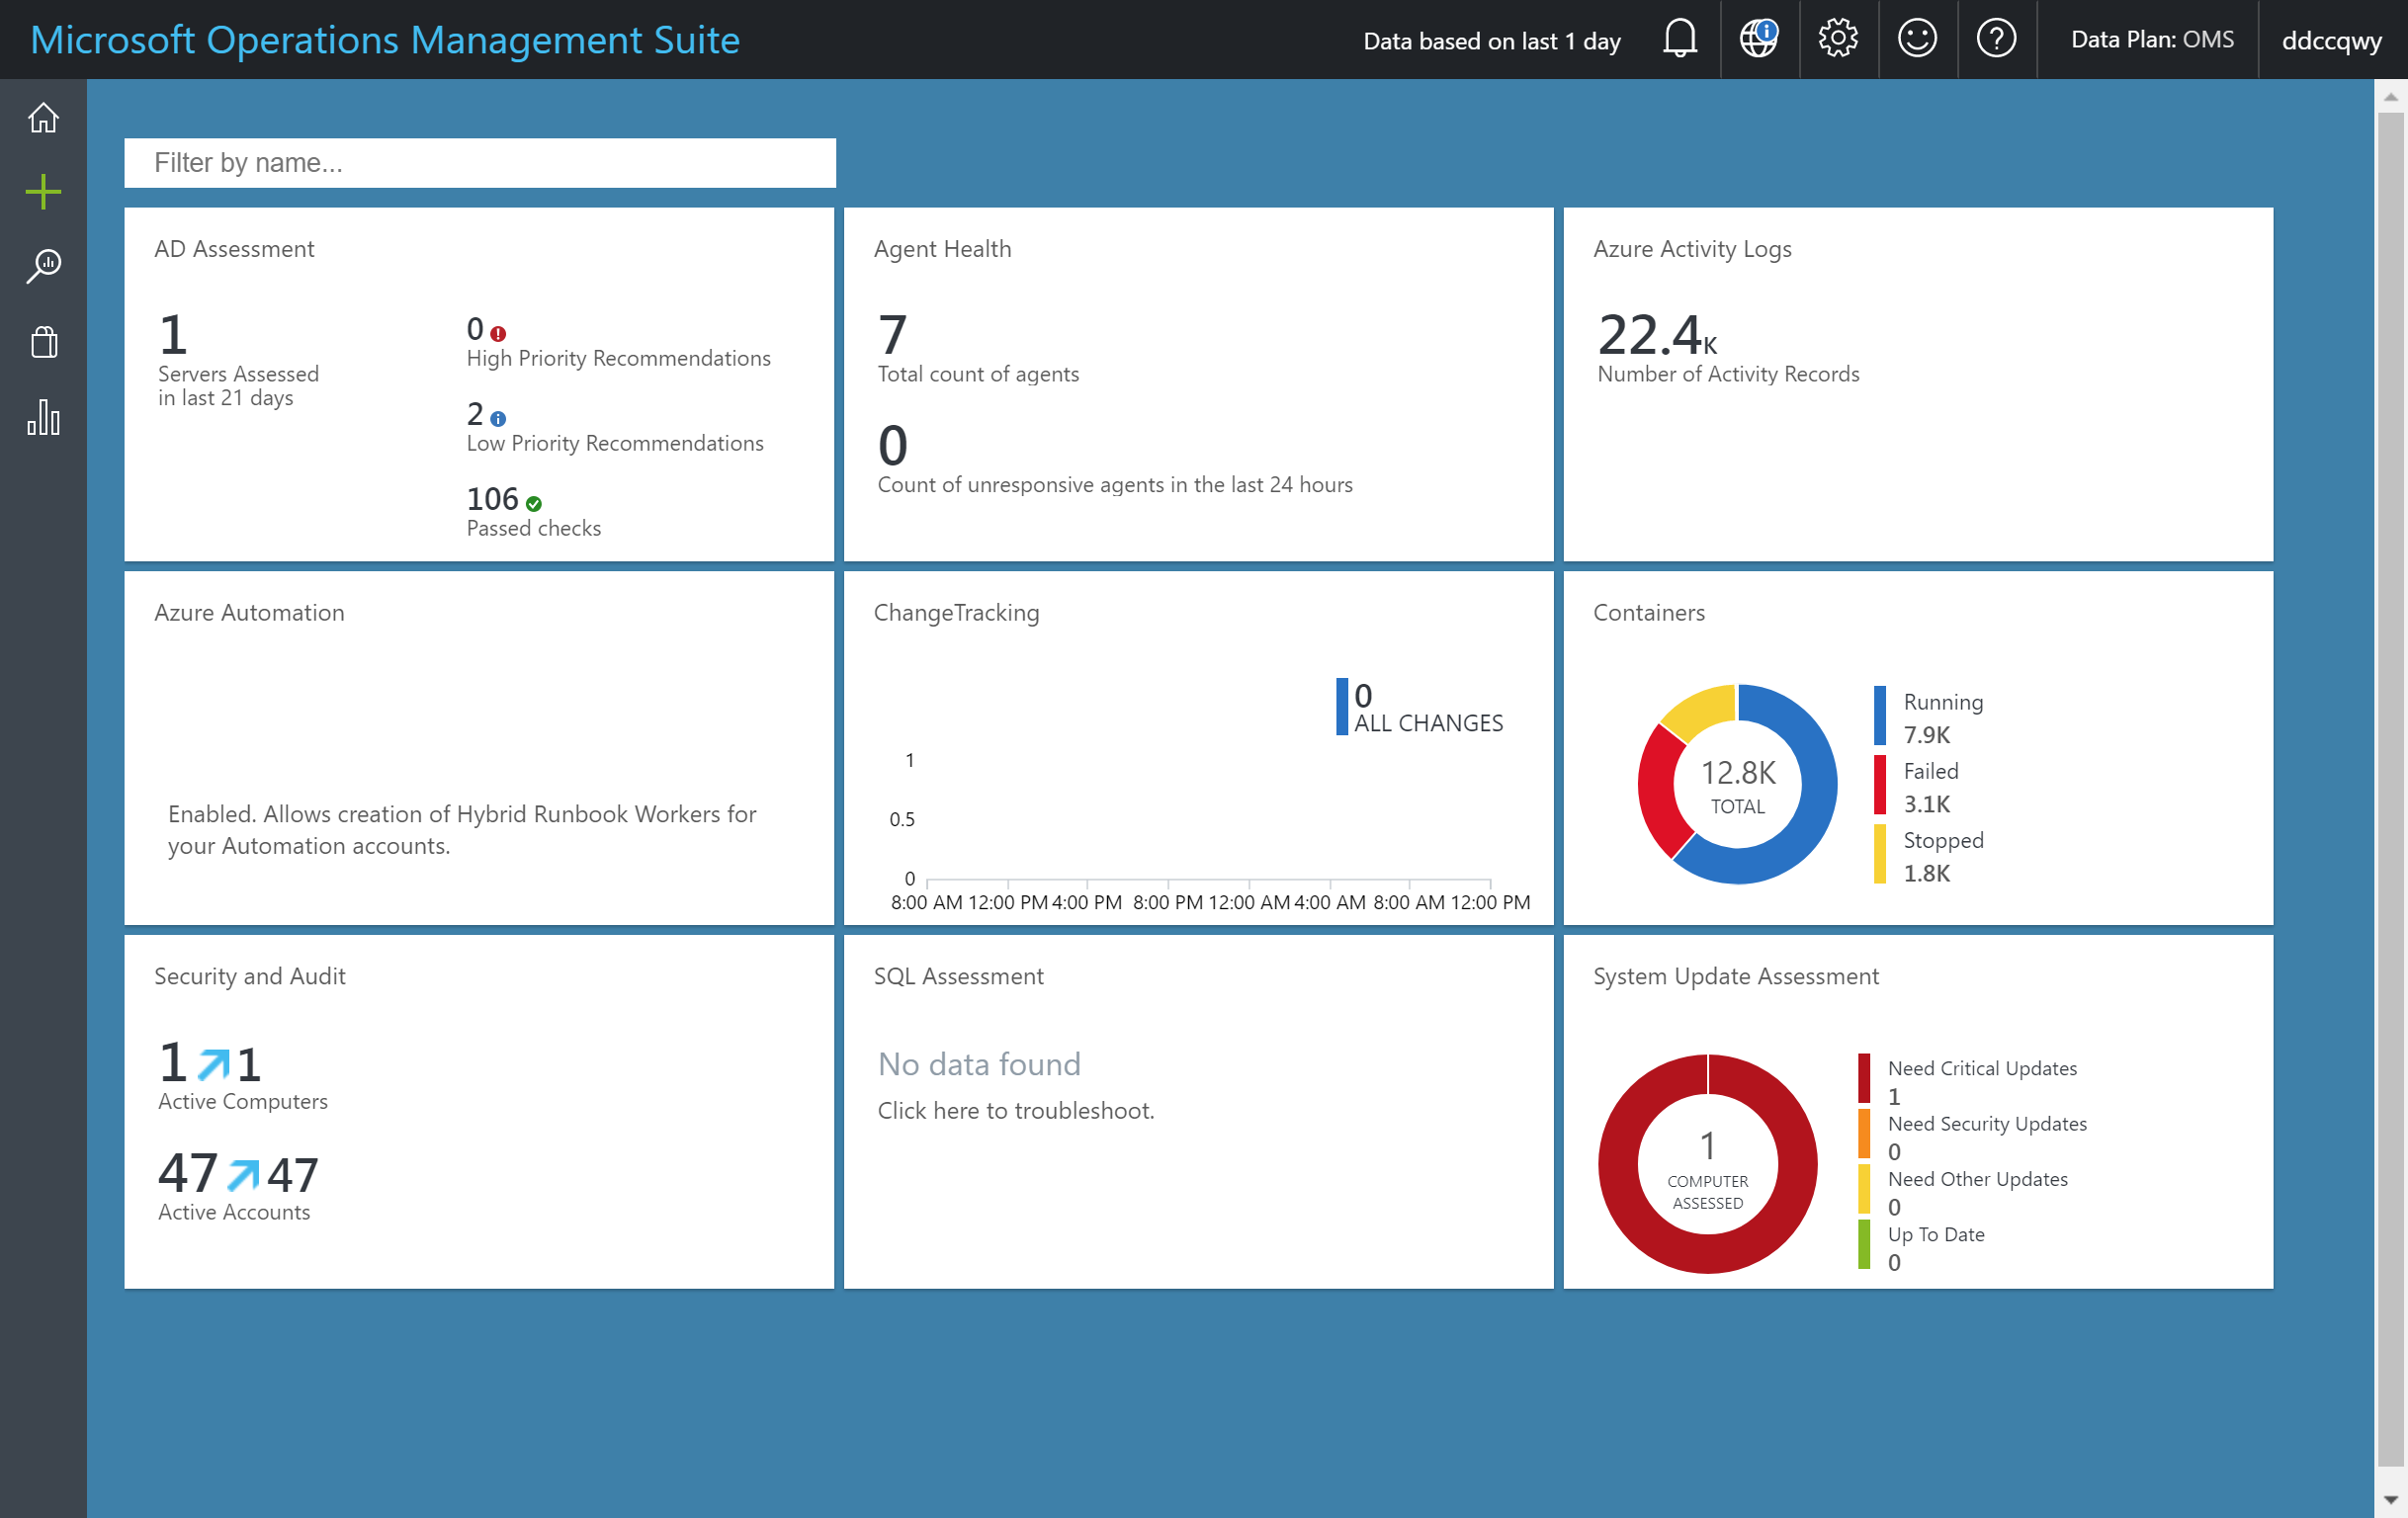 Microsoft Operations Management Suite
Data based on last 1 day
Data Plan: OMS
ddccqwy
Filter by name...
AD Assessment
1
Servers Assessed
in last 21 days
0
High Priority Recommendations
2
Low Priority Recommendations
106
Passed checks
Agent Health
7
Total count of agents
0
Count of unresponsive agents in the last 24 hours
Azure Activity Logs
22.4K
Number of Activity Records
Azure Automation
Enabled. Allows creation of Hybrid Runbook Workers for
your Automation accounts.
ChangeTracking
0
ALL CHANGES
1
0.5
0
8:00 AM 12:00 PM 4:00 PM 8:00 PM 12:00 AM 4:00 AM 8:00 AM 12:00 PM
Containers
12.8K
TOTAL
Running
7.9K
Failed
3.1K
Stopped
1.8K
Security and Audit
1 1
Active Computers
47 47
Active Accounts
SQL Assessment
No data found
Click here to troubleshoot.
System Update Assessment
1
COMPUTER
ASSESSED
Need Critical Updates
1
Need Security Updates
0
Need Other Updates
0
Up To Date
0